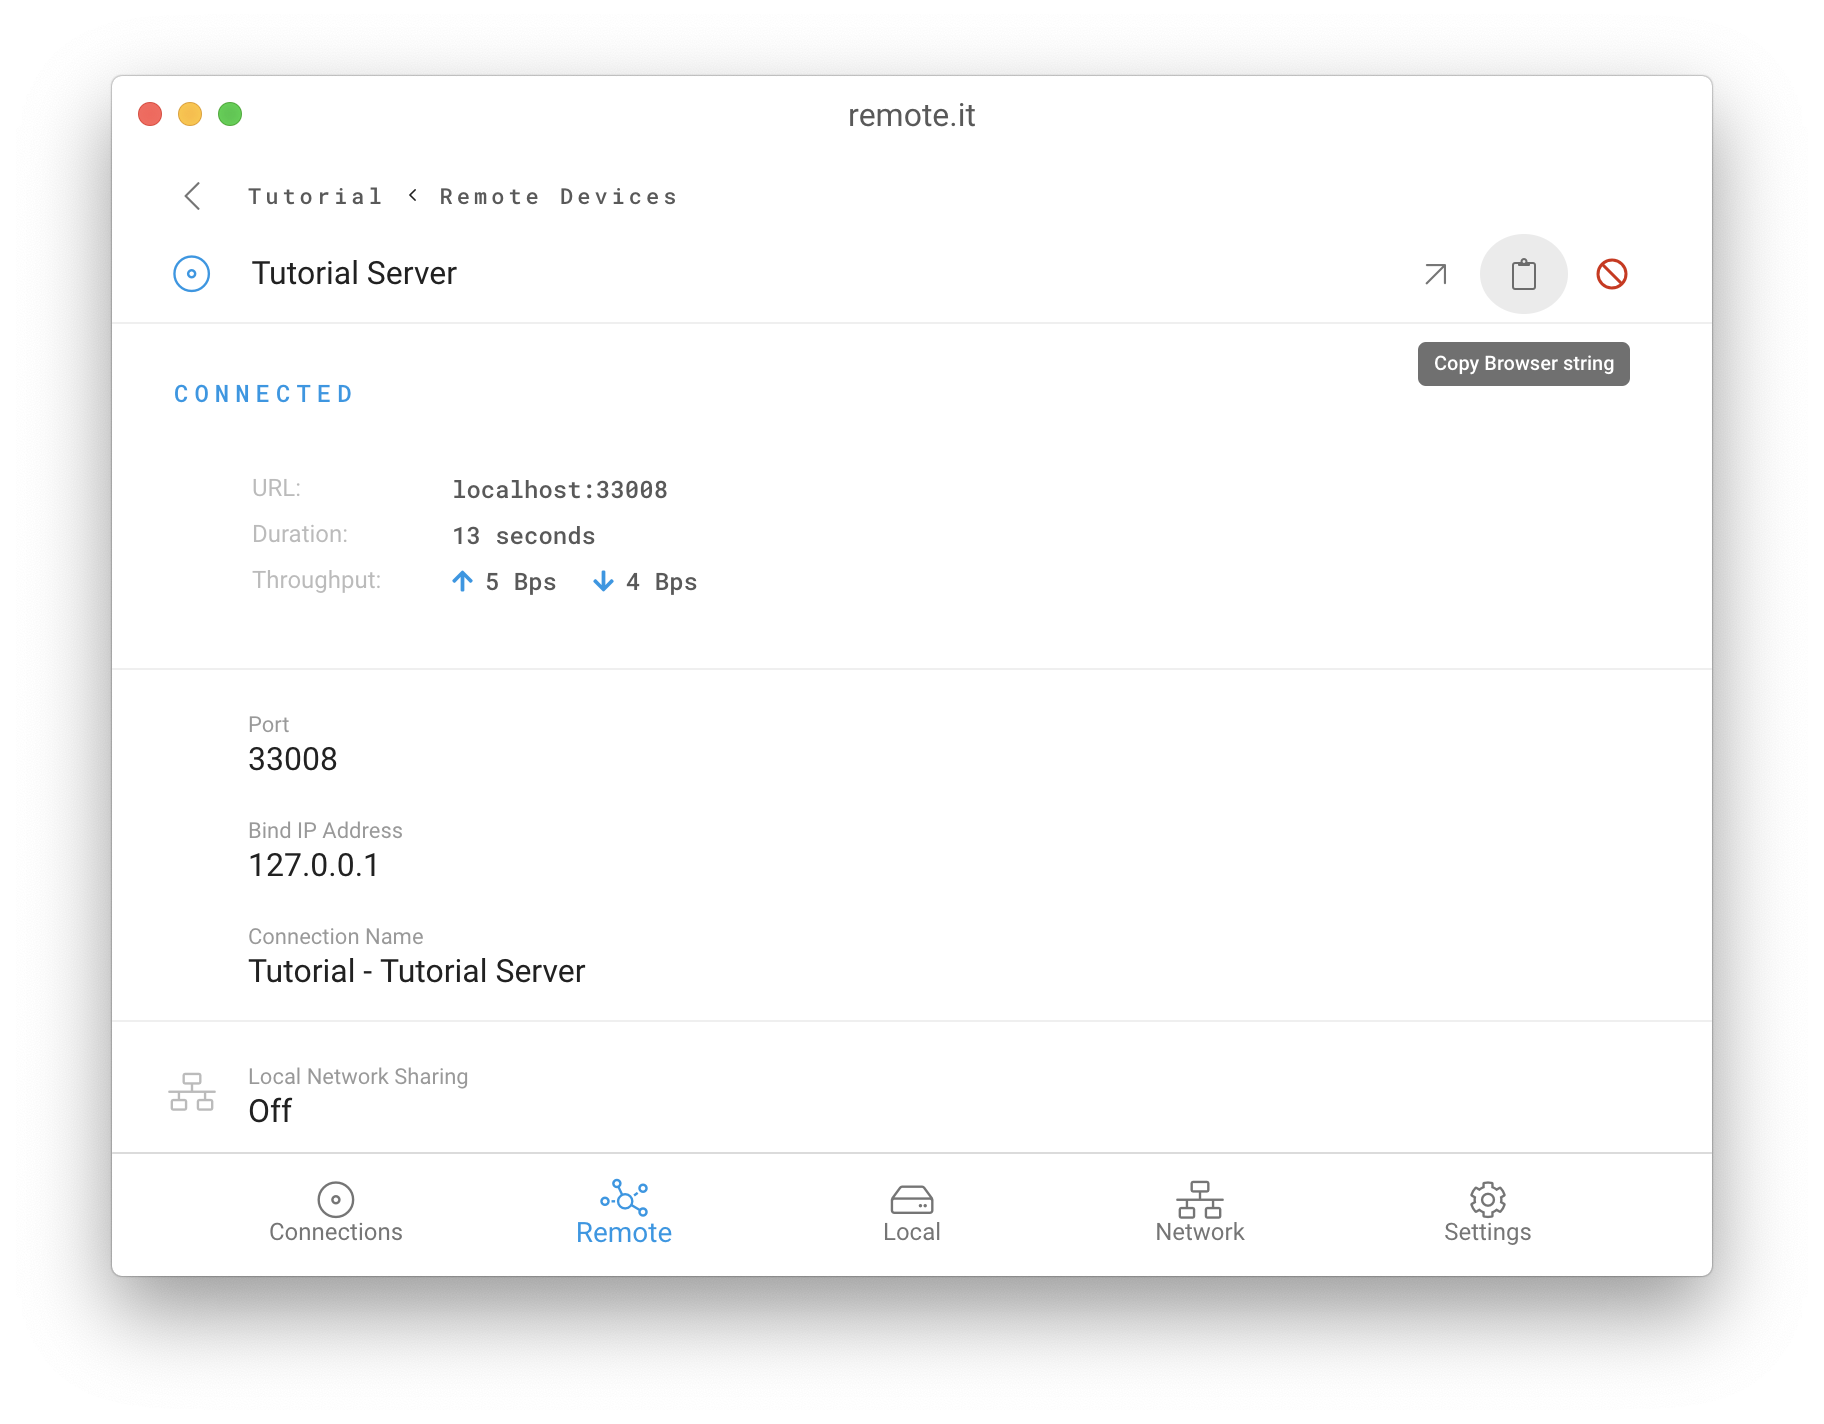 remote.it
Tutorial < Remote Devices
Tutorial Server
Copy Browser string
CONNECTED
URL: localhost:33008
Duration: 13 seconds
Throughput: 5 Bps 4 Bps
Port
33008
Bind IP Address
127.0.0.1
Connection Name
Tutorial - Tutorial Server
Local Network Sharing
Off
Connections Remote Local Network Settings